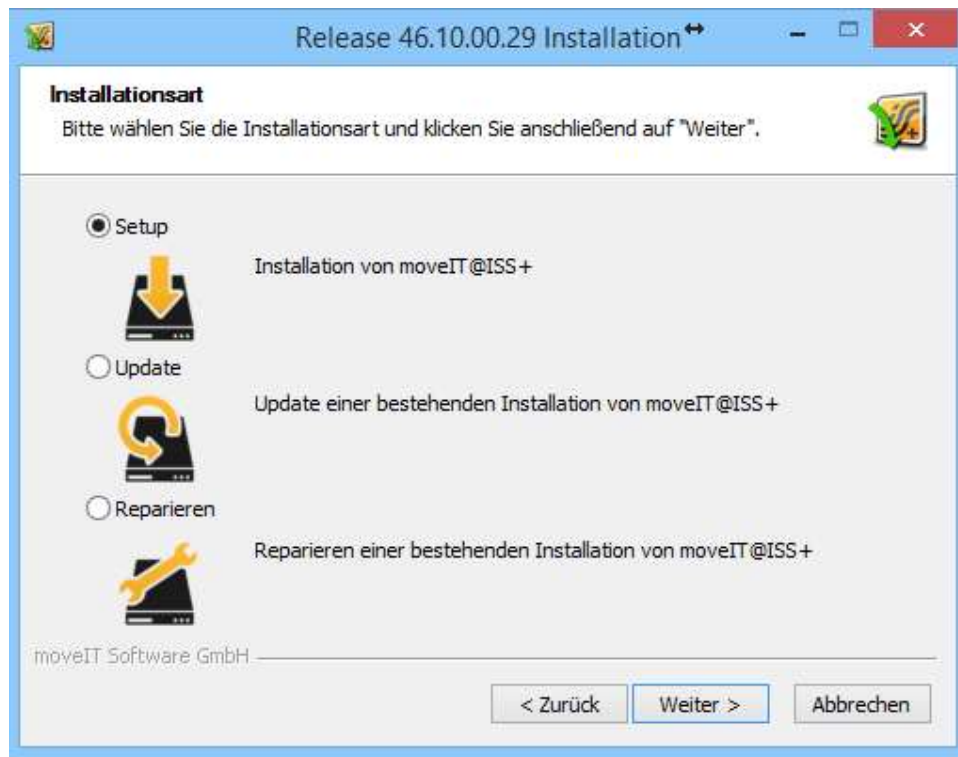 Release 46.10.00.29 Installation
Installationsart
Bitte wählen Sie die Installationsart und klicken Sie anschließend auf "Weiter".
Setup
Installation von moveIT@ISS+
Update
Update einer bestehenden Installation von moveIT@ISS+
Reparieren
Reparieren einer bestehenden Installation von moveIT@ISS+
moveIT Software GmbH
< Zurück Weiter > Abbrechen